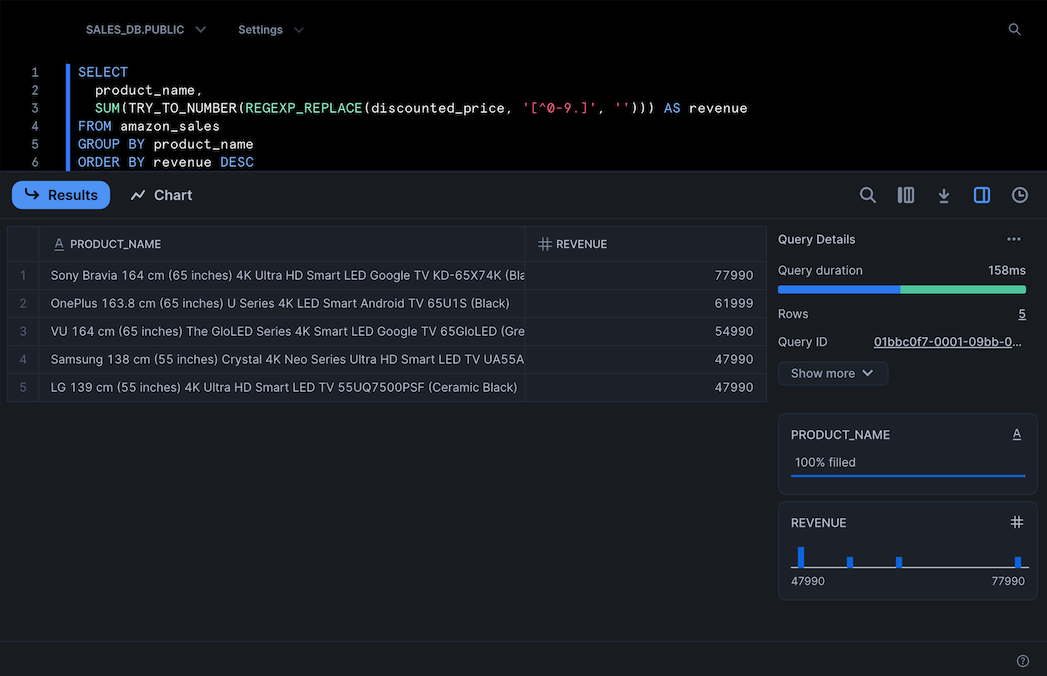 SALES_DB.PUBLIC Settings
1 SELECT
2 product_name,
3 SUM(TRY_TO_NUMBER(REGEXP_REPLACE(discounted_price, '[^0-9.]', ''))) AS revenue
4 FROM amazon_sales
5 GROUP BY product_name
6 ORDER BY revenue DESC
Results Chart
PRODUCT_NAME REVENUE
1 Sony Bravia 164 cm (65 inches) 4K Ultra HD Smart LED Google TV KD-65X74K (Bla 77990
2 OnePlus 163.8 cm (65 inches) U Series 4K LED Smart Android TV 65U1S (Black) 61999
3 VU 164 cm (65 inches) The GloLED Series 4K Smart LED Google TV 65GloLED (Gre 54990
4 Samsung 138 cm (55 inches) Crystal 4K Neo Series Ultra HD Smart LED TV UA55A 47990
5 LG 139 cm (55 inches) 4K Ultra HD Smart LED TV 55UQ7500PSF (Ceramic Black) 47990
Query Details
Query duration 158ms
Rows 5
Query ID 01bbc0f7-0001-09bb-0...
Show more
PRODUCT_NAME
100% filled
REVENUE
47990 77990